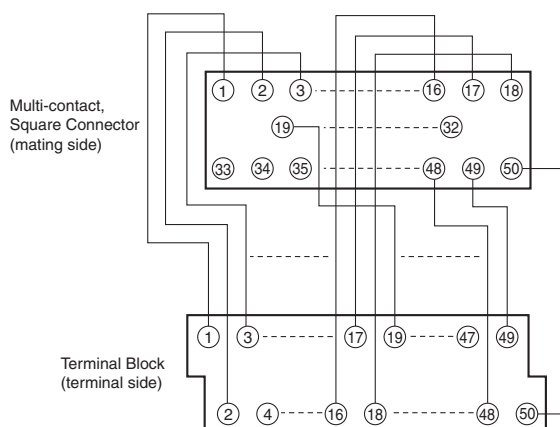 1 2 3 16 17 18
Multi-contact,
Square Connector
(mating side)
19 32
33 34 35 48 49 50
1 3 17 19 47 49
Terminal Block
(terminal side)
2 4 16 18 48 50